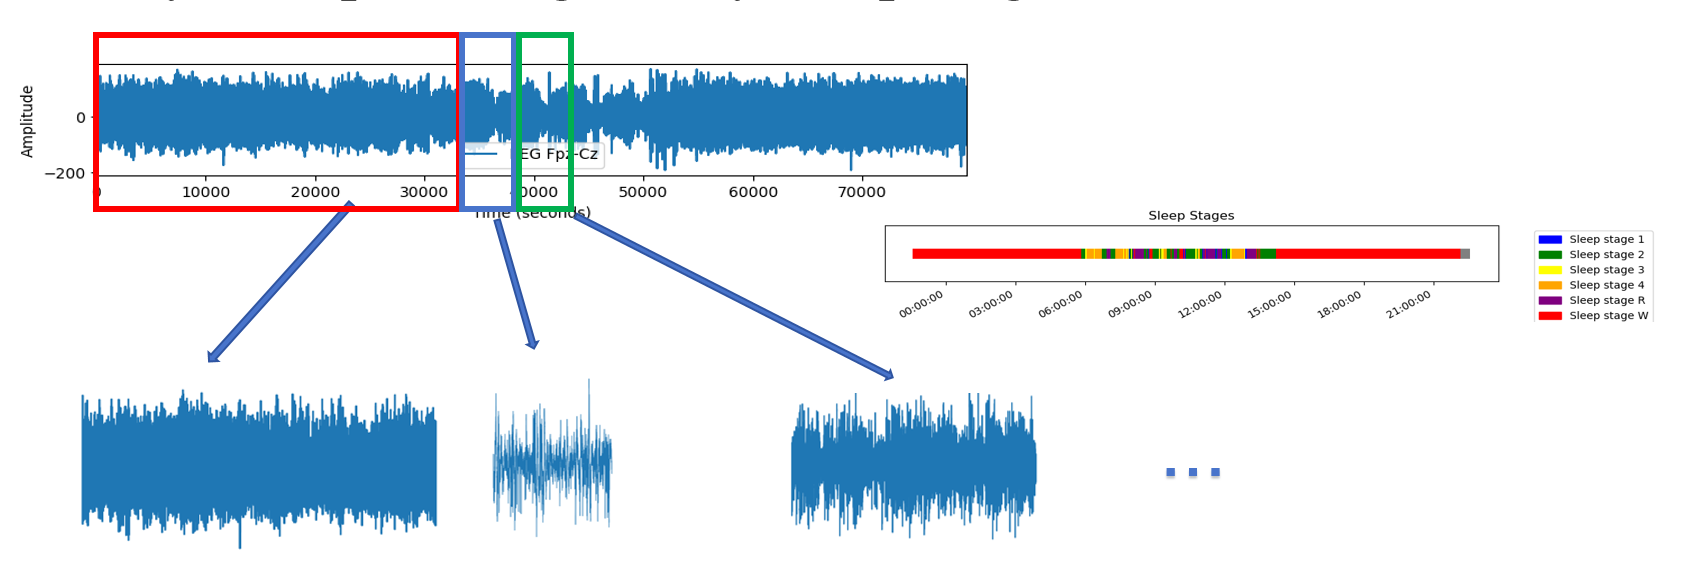 Amplitude
0
−200
EG Fpz-Cz
10000
20000
30000
40000
50000
60000
70000
Time (seconds)
Sleep Stages
00:00:00
03:00:00
06:00:00
09:00:00
12:00:00
15:00:00
18:00:00
21:00:00
Sleep stage 1
Sleep stage 2
Sleep stage 3
Sleep stage 4
Sleep stage R
Sleep stage W